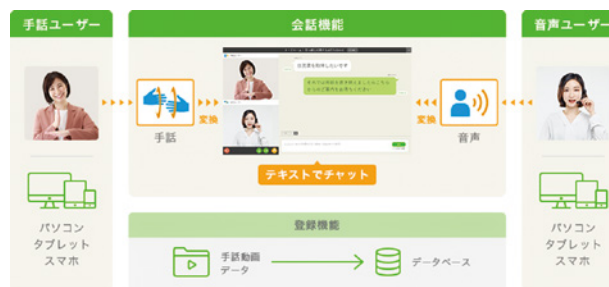 手話ユーザー
会話機能
音声ユーザー
変換
変換
手話
音声
テキストでチャット
パソコン
タブレット
スマホ
パソコン
タブレット
スマホ
登録機能
手話動画
データ
データベース